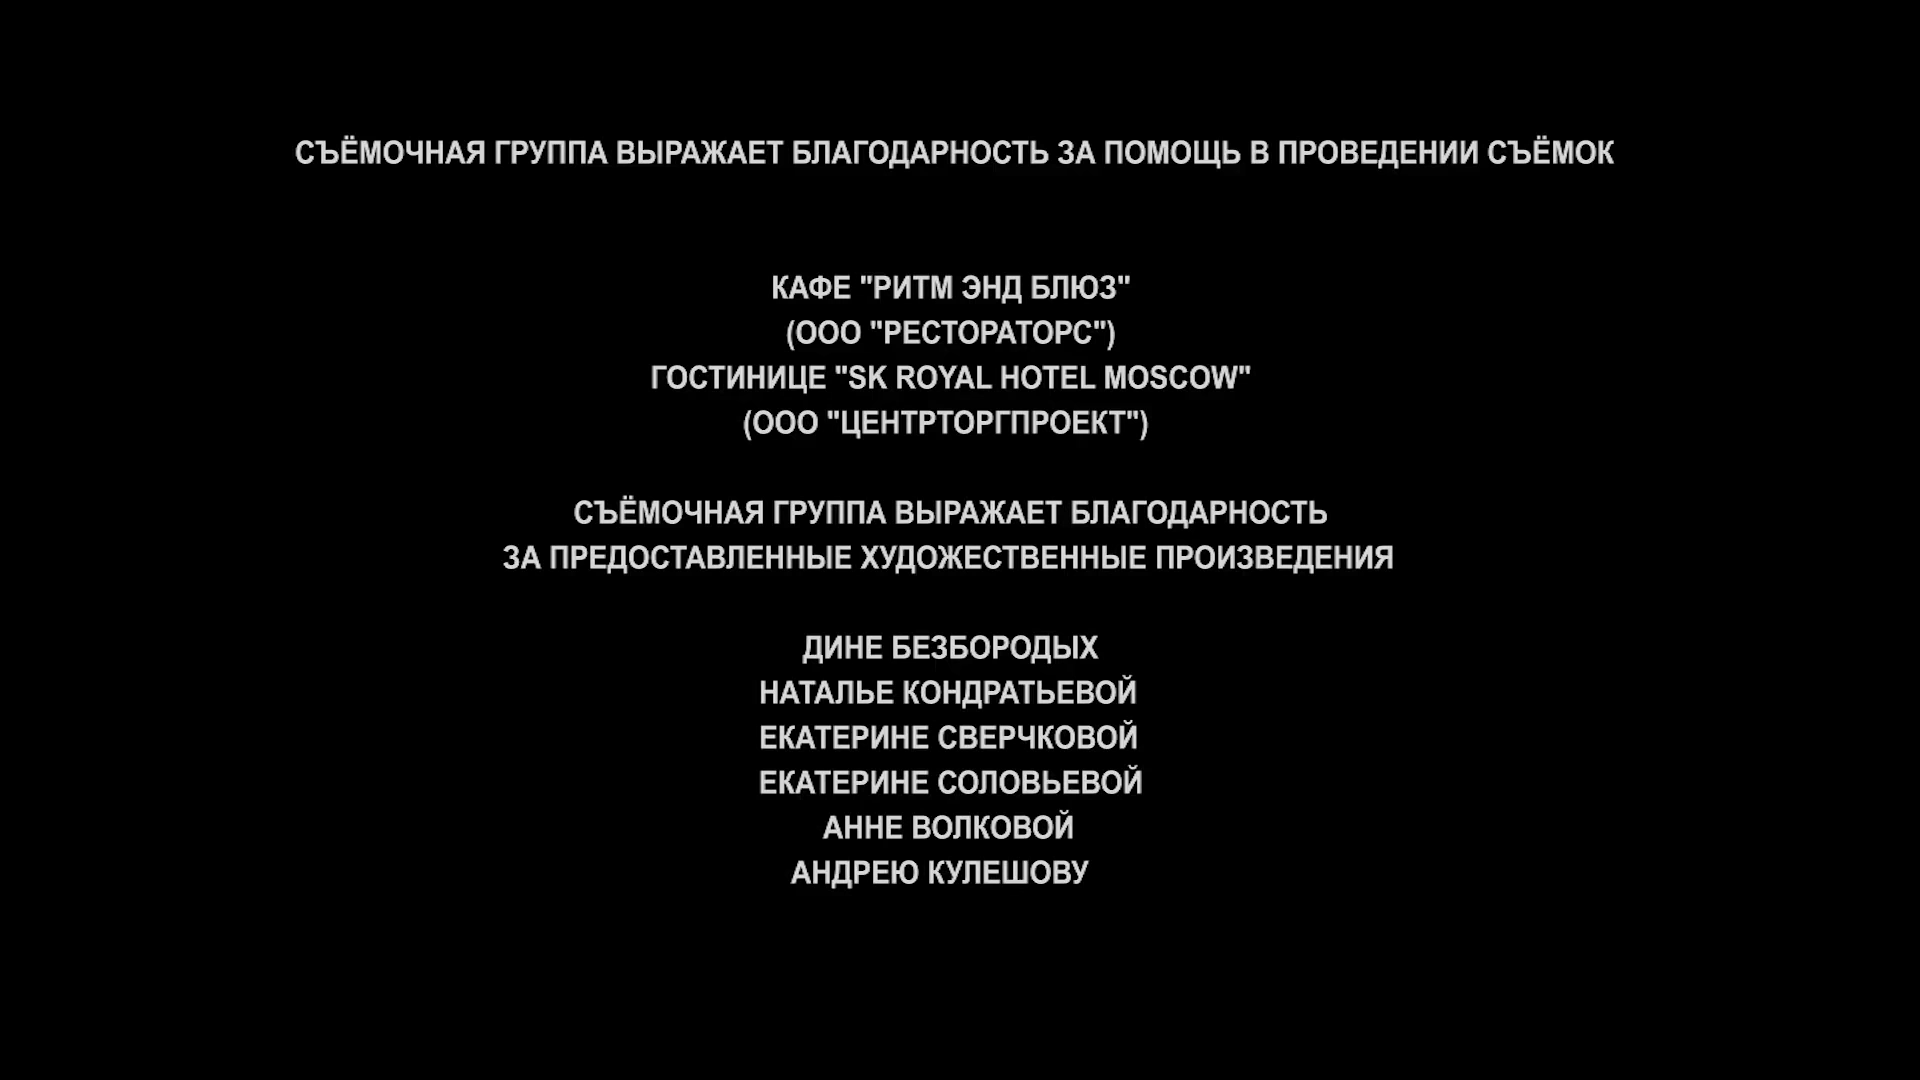 СЪЁМОЧНАЯ ГРУППА ВЫРАЖАЕТ БЛАГОДАРНОСТЬ ЗА ПОМОЩЬ В ПРОВЕДЕНИИ СЪЁМОК
КАФЕ "РИТМ ЭНД БЛЮЗ"
(ООО "РЕСТОРАТОРС")
ГОСТИНИЦЕ "SK ROYAL HOTEL MOSCOW"
(ООО "ЦЕНТРТОРГПРОЕКТ")
СЪЁМОЧНАЯ ГРУППА ВЫРАЖАЕТ БЛАГОДАРНОСТЬ
ЗА ПРЕДОСТАВЛЕННЫЕ ХУДОЖЕСТВЕННЫЕ ПРОИЗВЕДЕНИЯ
ДИНЕ БЕЗБОРОДЫХ
НАТАЛЬЕ КОНДРАТЬЕВОЙ
ЕКАТЕРИНЕ СВЕРЧКОВОЙ
ЕКАТЕРИНЕ СОЛОВЬЕВОЙ
АННЕ ВОЛКОВОЙ
АНДРЕЮ КУЛЕШОВУ